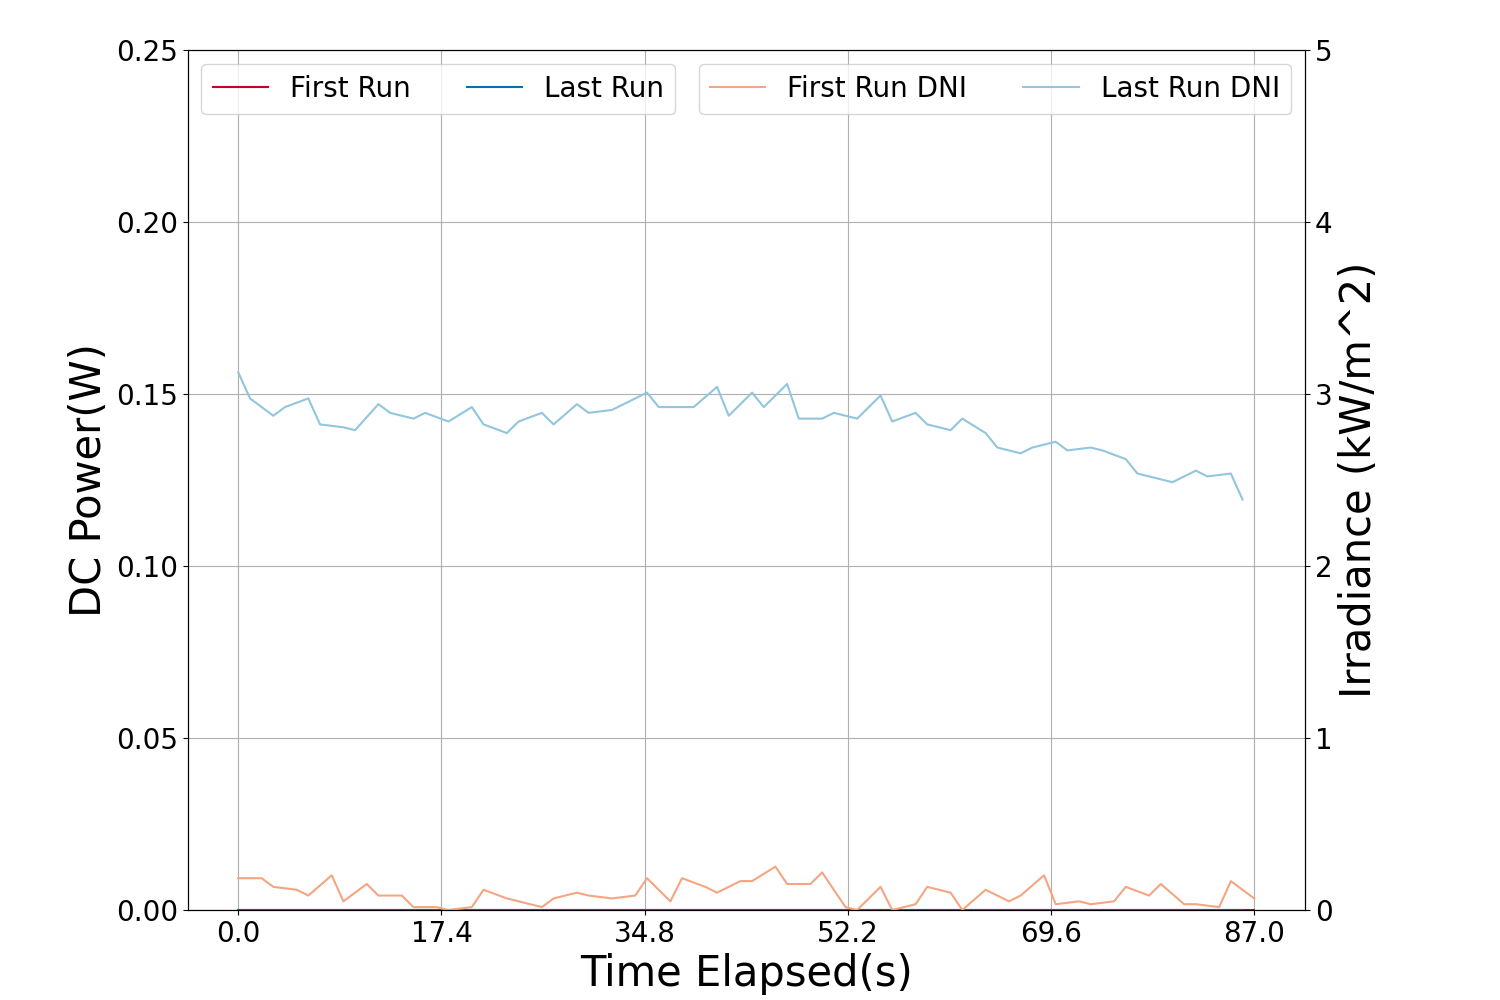 First Run Last Run First Run DNI Last Run DNI
0.25
0.20
0.15
0.10
0.05
0.00
DC Power(W)
5
4
3
2
1
0
Irradiance (kW/m^2)
0.0 17.4 34.8 52.2 69.6 87.0
Time Elapsed(s)